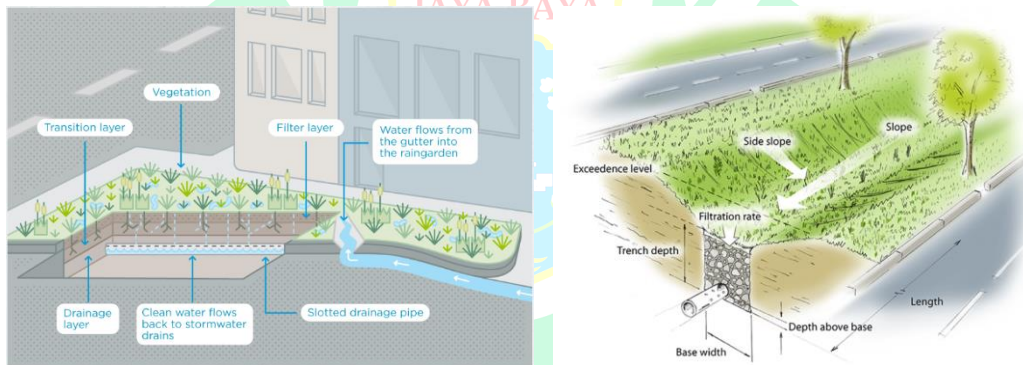 JAYA RAYA
Vegetation
Transition layer
Filter layer
Water flows from
the gutter into
the raingarden
Drainage
layer
Clean water flows
back to stormwater
drains
Slotted drainage pipe
Slope
Side slope
Exceedence level
Filtration rate
Trench depth
Length
Depth above base
Base width